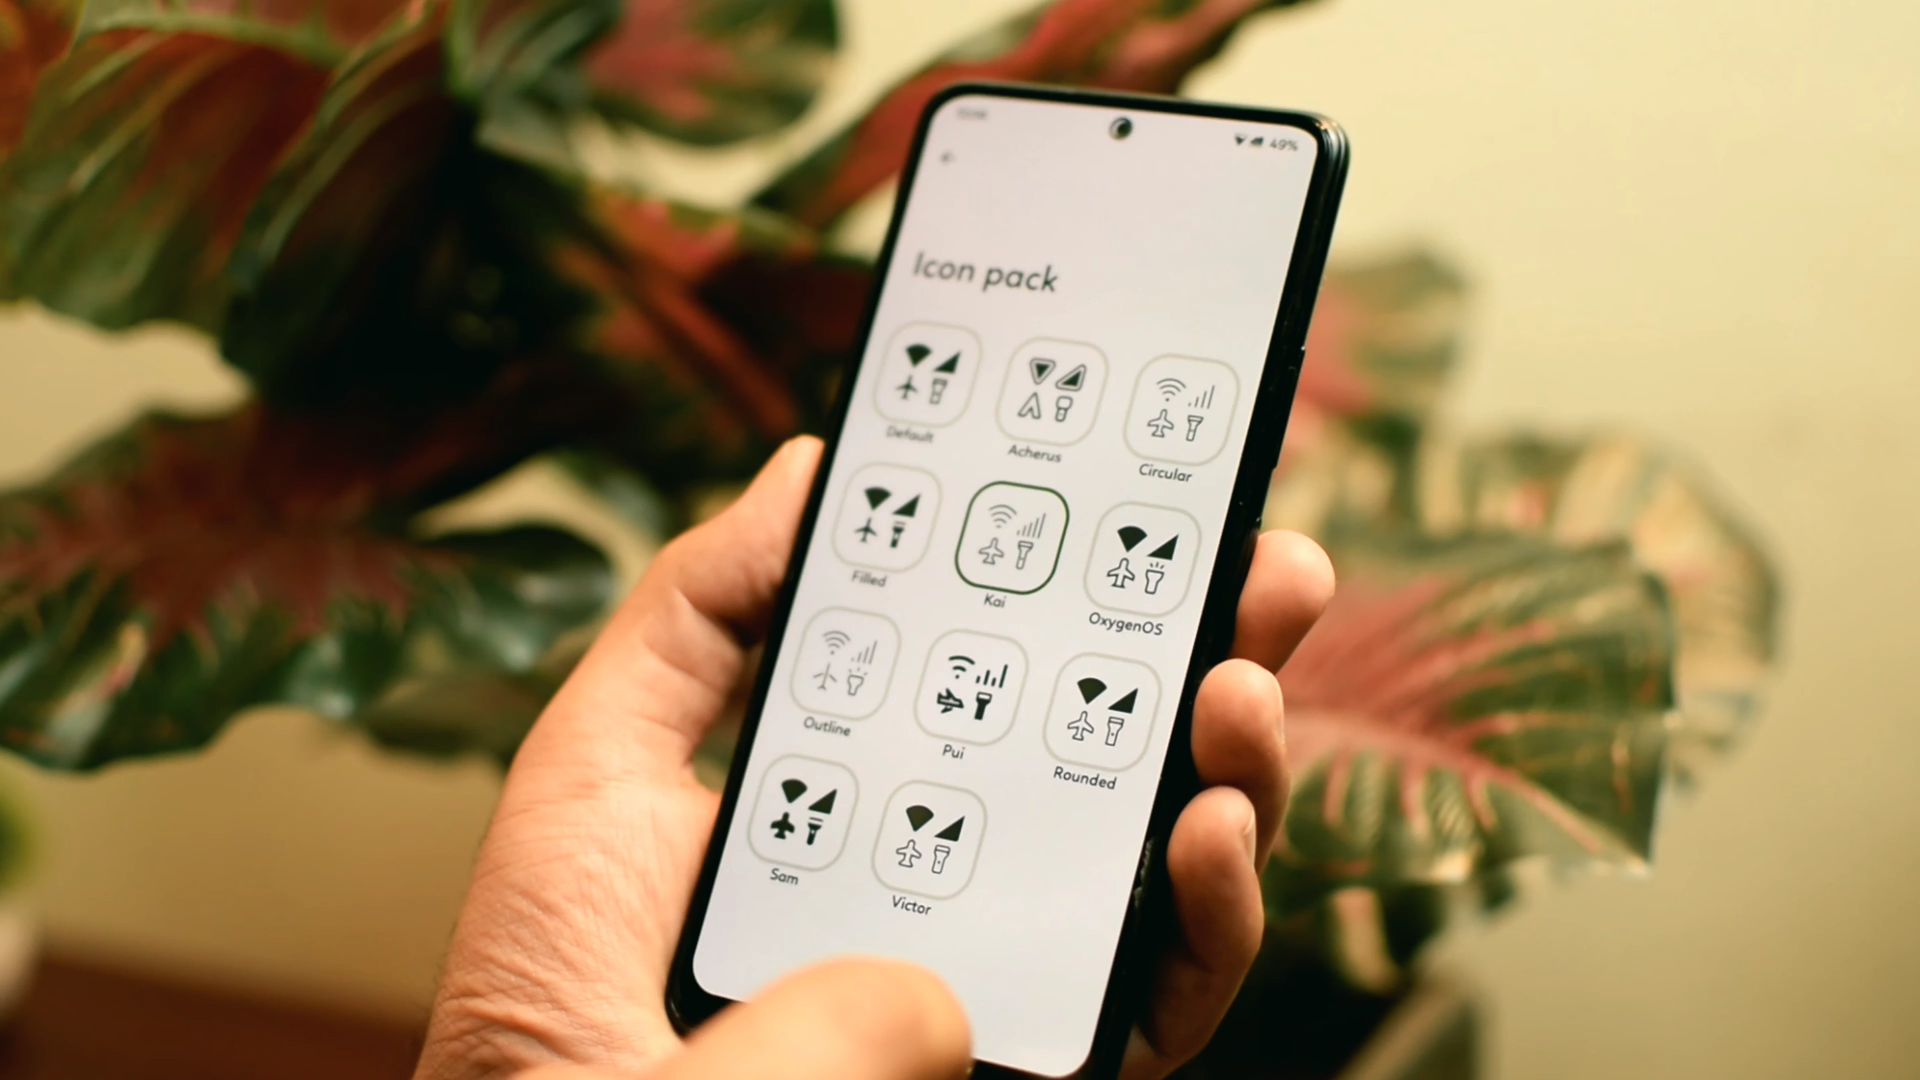 49%
Icon pack
Default
Acherus
Circular
Filled
Kai
OxygenOS
Outline
Pui
Rounded
Sam
Victor